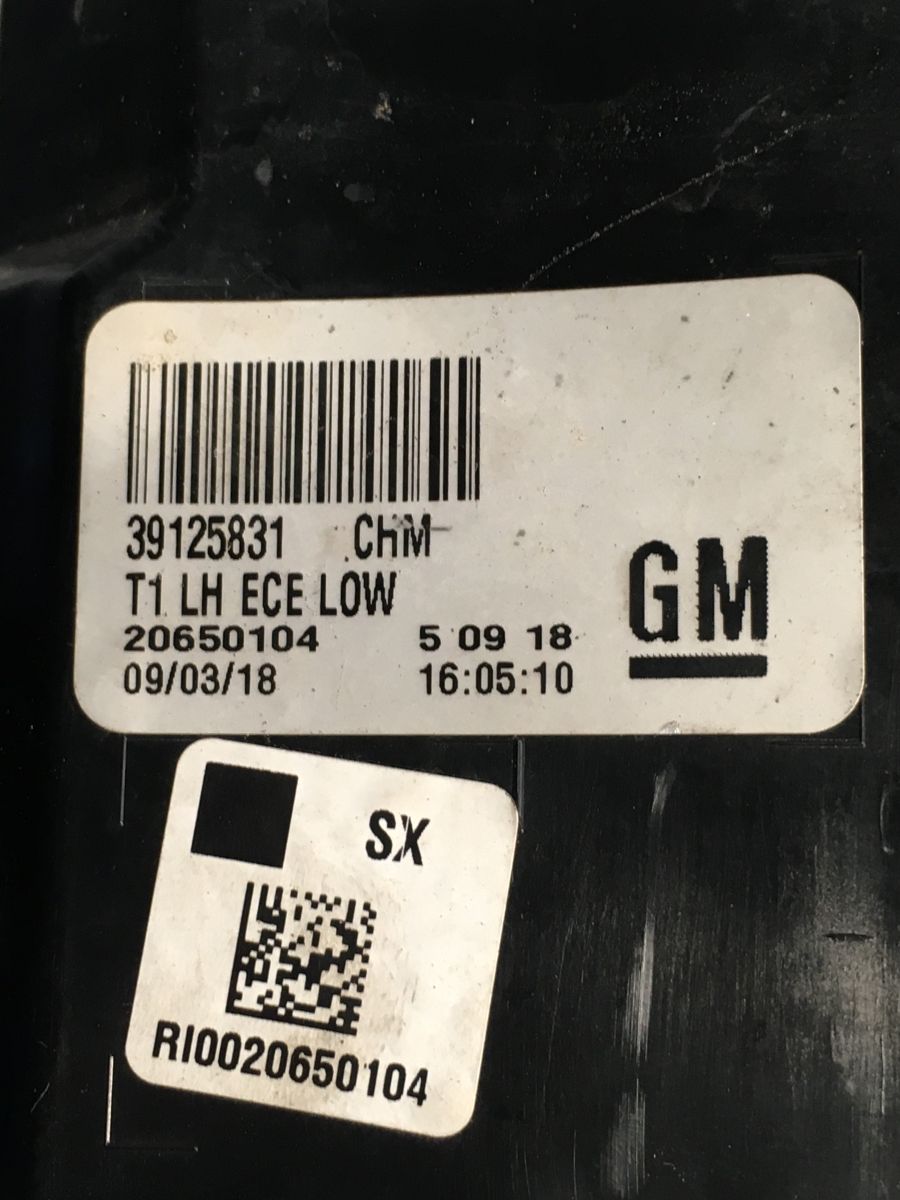 39125831 CHM
T1 LH ECE LOW
20650104 5 09 18
09/03/18 16:05:10
GM
SX
RI0020650104